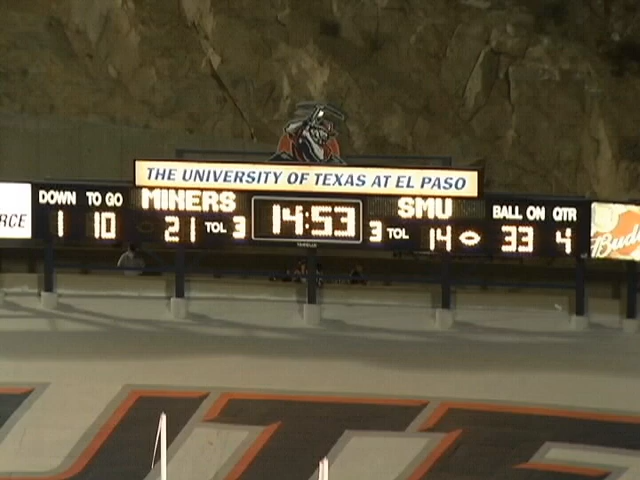 THE UNIVERSITY OF TEXAS AT EL PASO
DOWN TO GO MINERS 14:53 SMU BALL ON QTR
1 10 21 TOL 3 3 TOL 14 33 4
RCE
Bud
UTE